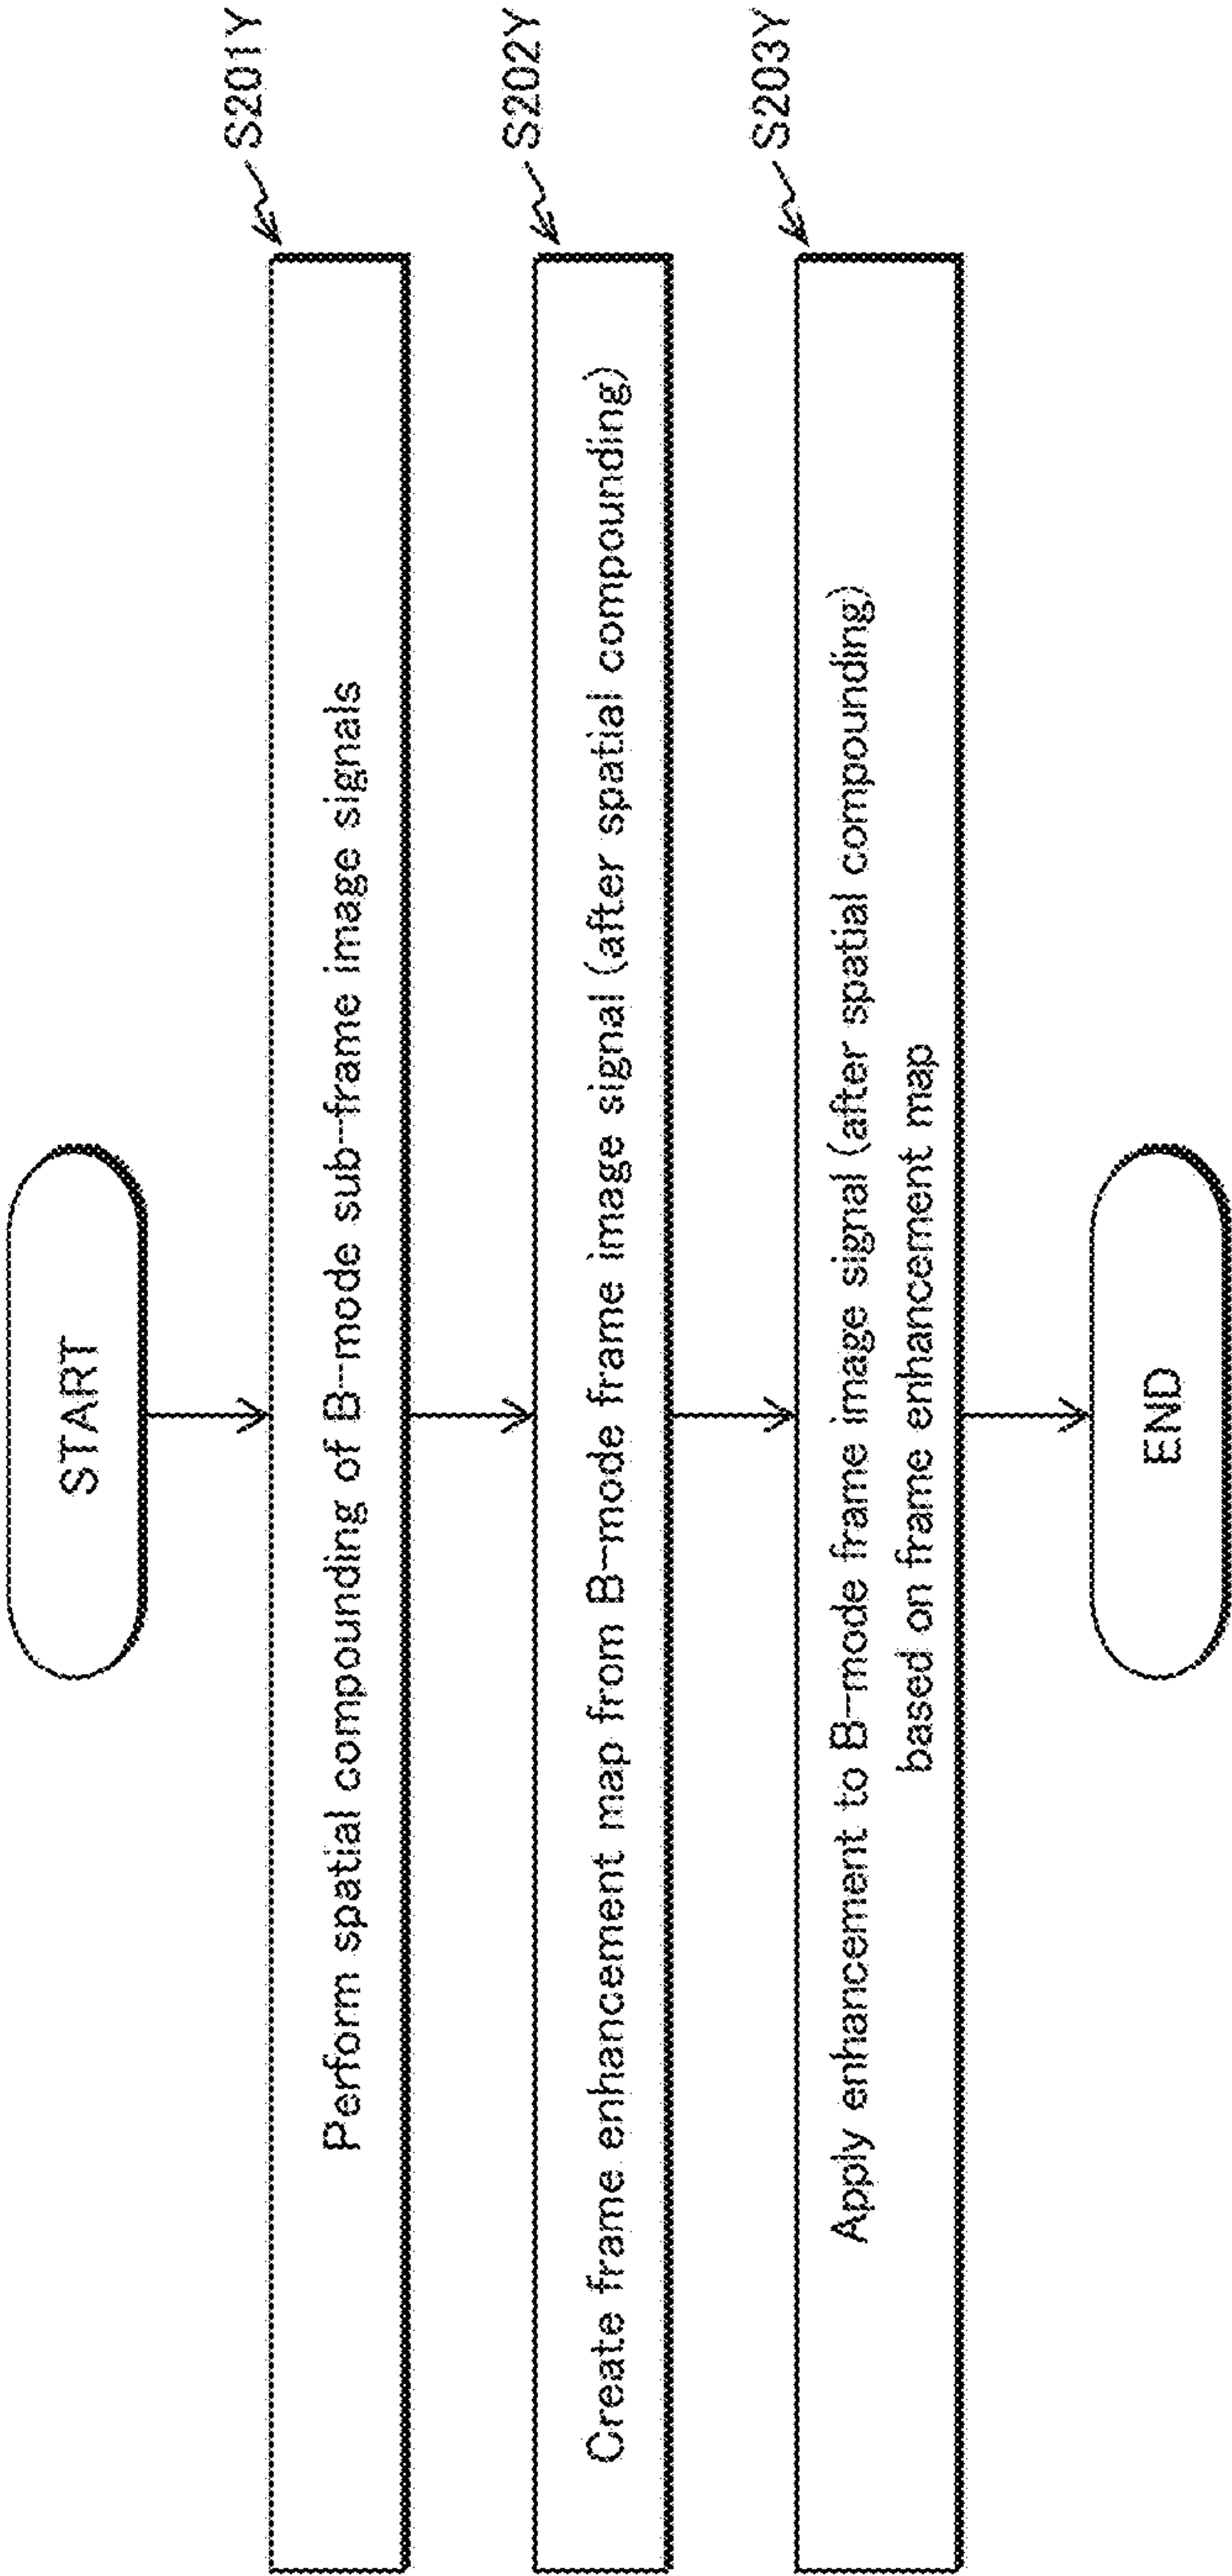 START
S201Y
Perform spatial compounding of B-mode sub-frame image signals
S202Y
Create frame enhancement map from B-mode frame image signal (after spatial compounding)
S203Y
Apply enhancement to B-mode frame image signal (after spatial compounding)
based on frame enhancement map
END